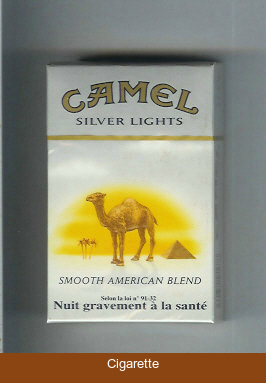 CAMEL
SILVER LIGHTS
SMOOTH AMERICAN BLEND
Selon la loi n° 91-32
Nuit gravement à la santé
Cigarette